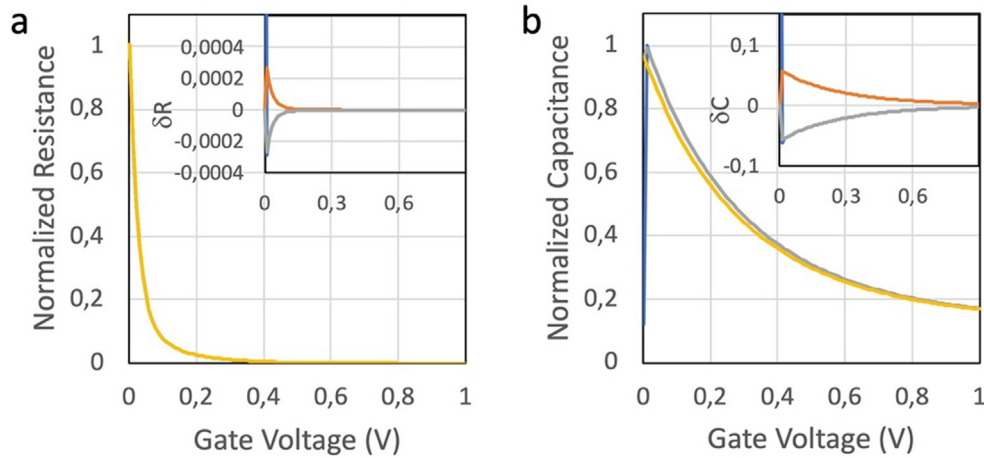 a
Normalized Resistance
1
0,8
0,6
0,4
0,2
0
0 0,2 0,4 0,6 0,8 1
Gate Voltage (V)
δR
0,0004
0,0002
0
-0,0002
-0,0004
0 0,3 0,6
b
Normalized Capacitance
1
0,8
0,6
0,4
0,2
0
0 0,2 0,4 0,6 0,8 1
Gate Voltage (V)
δC
0,1
0
-0,1
0 0,3 0,6